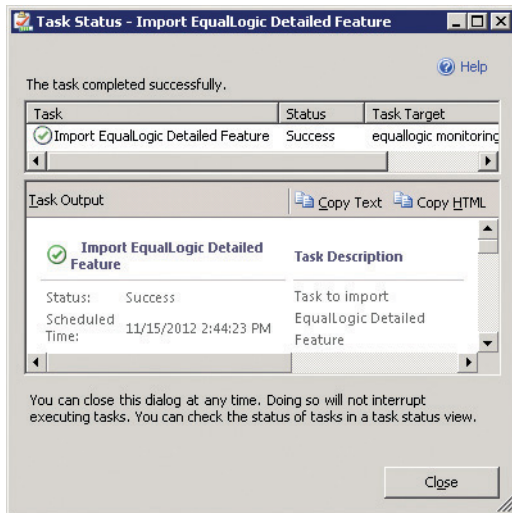 Task Status - Import EqualLogic Detailed Feature
Help
The task completed successfully.
Task Status Task Target
Import EqualLogic Detailed Feature Success equallogic monitoring
Task Output Copy Text Copy HTML
Import EqualLogic Detailed
Feature
Task Description
Status: Success
Scheduled
Time: 11/15/2012 2:44:23 PM
Task to import
EqualLogic Detailed
Feature
You can close this dialog at any time. Doing so will not interrupt
executing tasks. You can check the status of tasks in a task status view.
Close